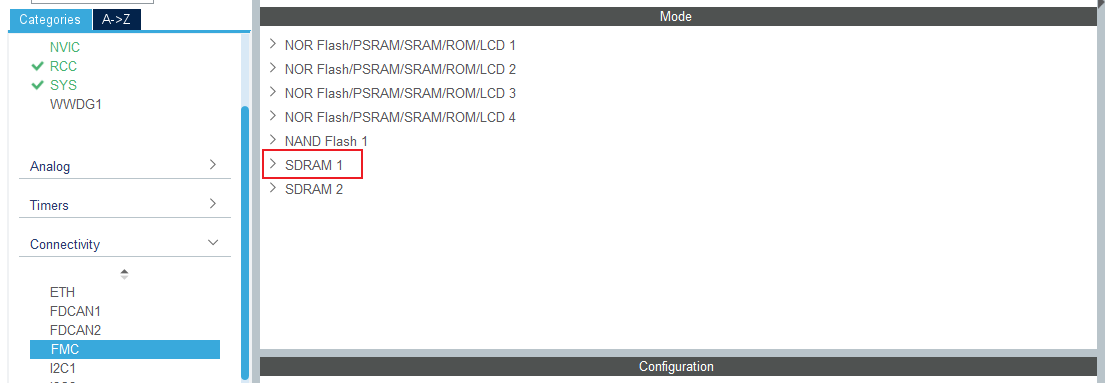 Categories
A->Z
NVIC
RCC
SYS
WWDG1
Analog
Timers
Connectivity
ETH
FDCAN1
FDCAN2
FMC
I2C1
Mode
NOR Flash/PSRAM/SRAM/ROM/LCD 1
NOR Flash/PSRAM/SRAM/ROM/LCD 2
NOR Flash/PSRAM/SRAM/ROM/LCD 3
NOR Flash/PSRAM/SRAM/ROM/LCD 4
NAND Flash 1
SDRAM 1
SDRAM 2
Configuration